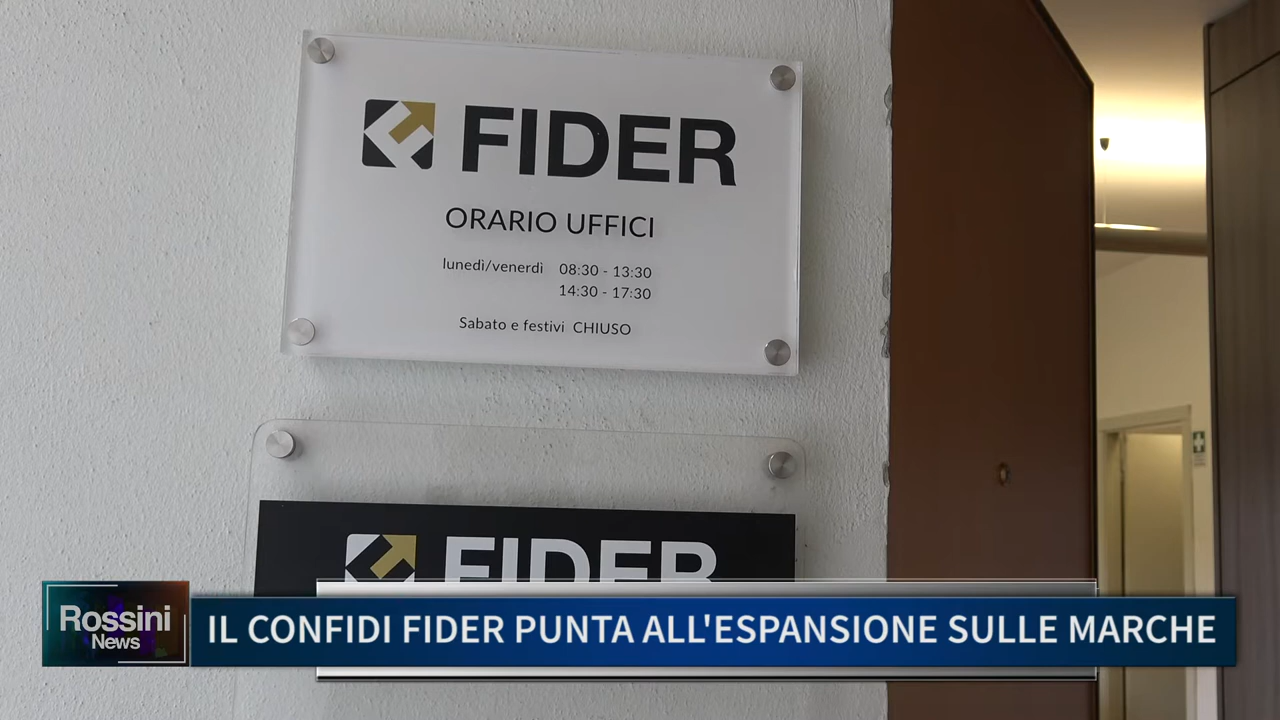 FIDER
ORARIO UFFICI
lunedì/venerdì 08:30 - 13:30
14:30 - 17:30
Sabato e festivi CHIUSO
FIDER
Rossini
News
IL CONFIDI FIDER PUNTA ALL'ESPANSIONE SULLE MARCHE